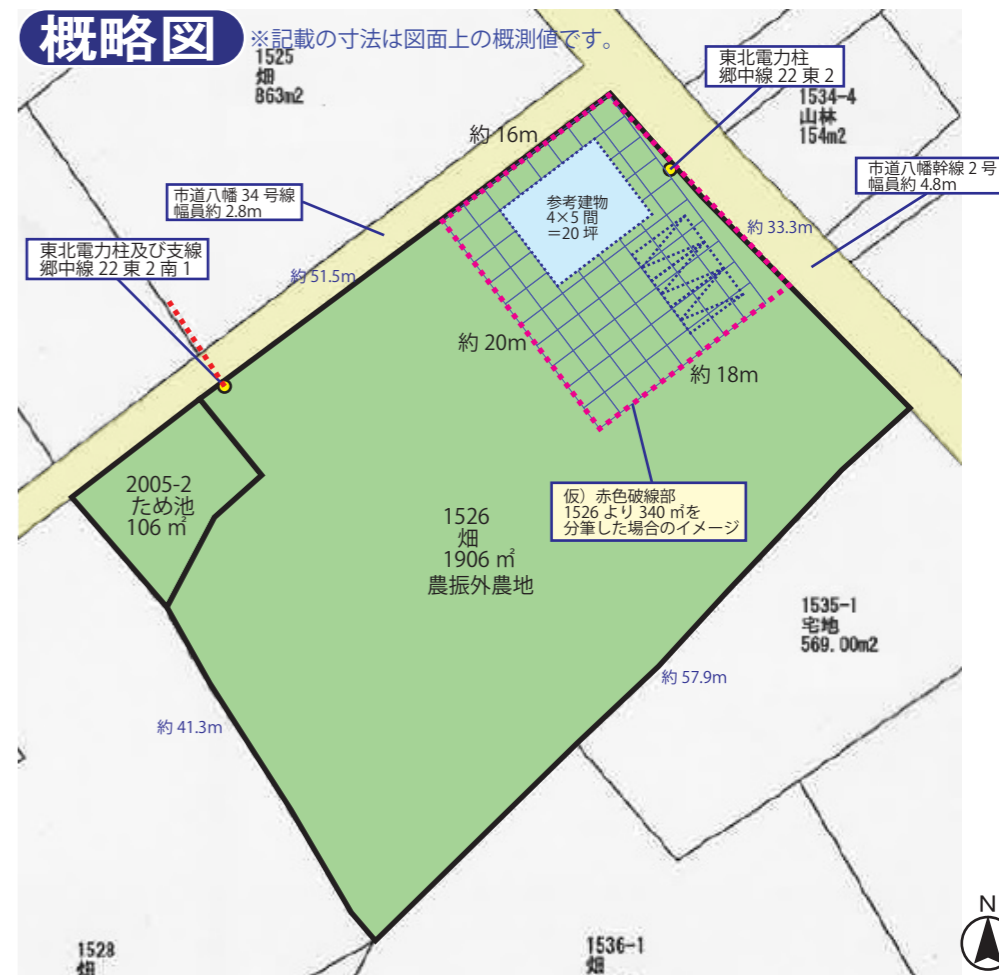 概略図
※記載の寸法は図面上の概測値です。
1525
畑
863m2
東北電力柱
郷中線 22 東 2
1534-4
山林
154m2
約 16m
市道八幡幹線 2 号
幅員約 4.8m
市道八幡 34 号線
幅員約 2.8m
参考建物
4×5 間
＝20 坪
約 33.3m
東北電力柱及び支線
郷中線 22 東 2 南 1
約 51.5m
約 20m
約 18m
2005-2
ため池
106 ㎡
仮）赤色破線部
1526 より 340 ㎡を
分筆した場合のイメージ
1526
畑
1906 ㎡
農振外農地
1535-1
宅地
569.00m2
約 57.9m
約 41.3m
N
1528
畑
1536-1
畑